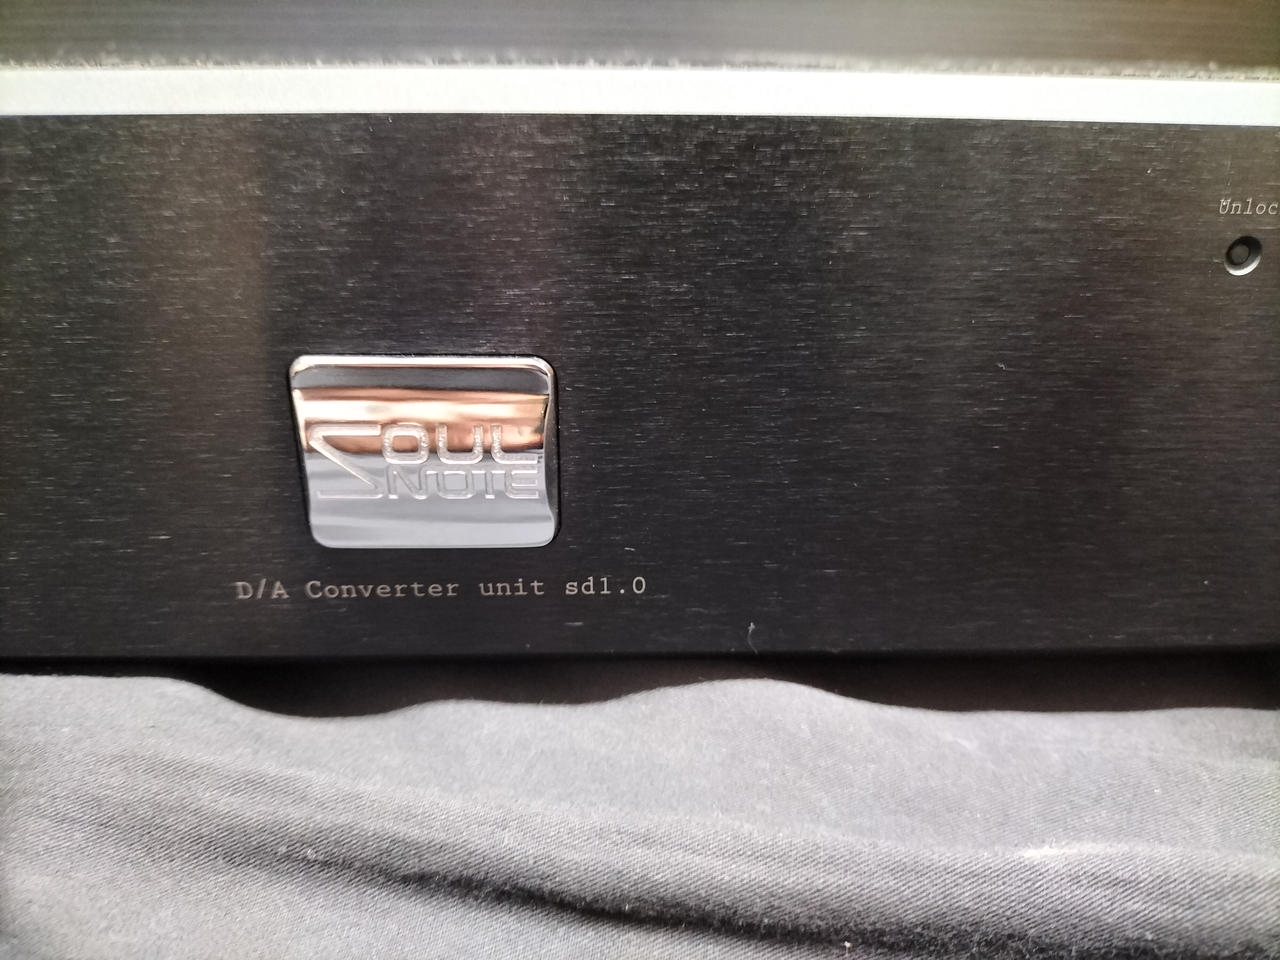 Unloc
SOUL
NOTE
D/A Converter unit sd1.0